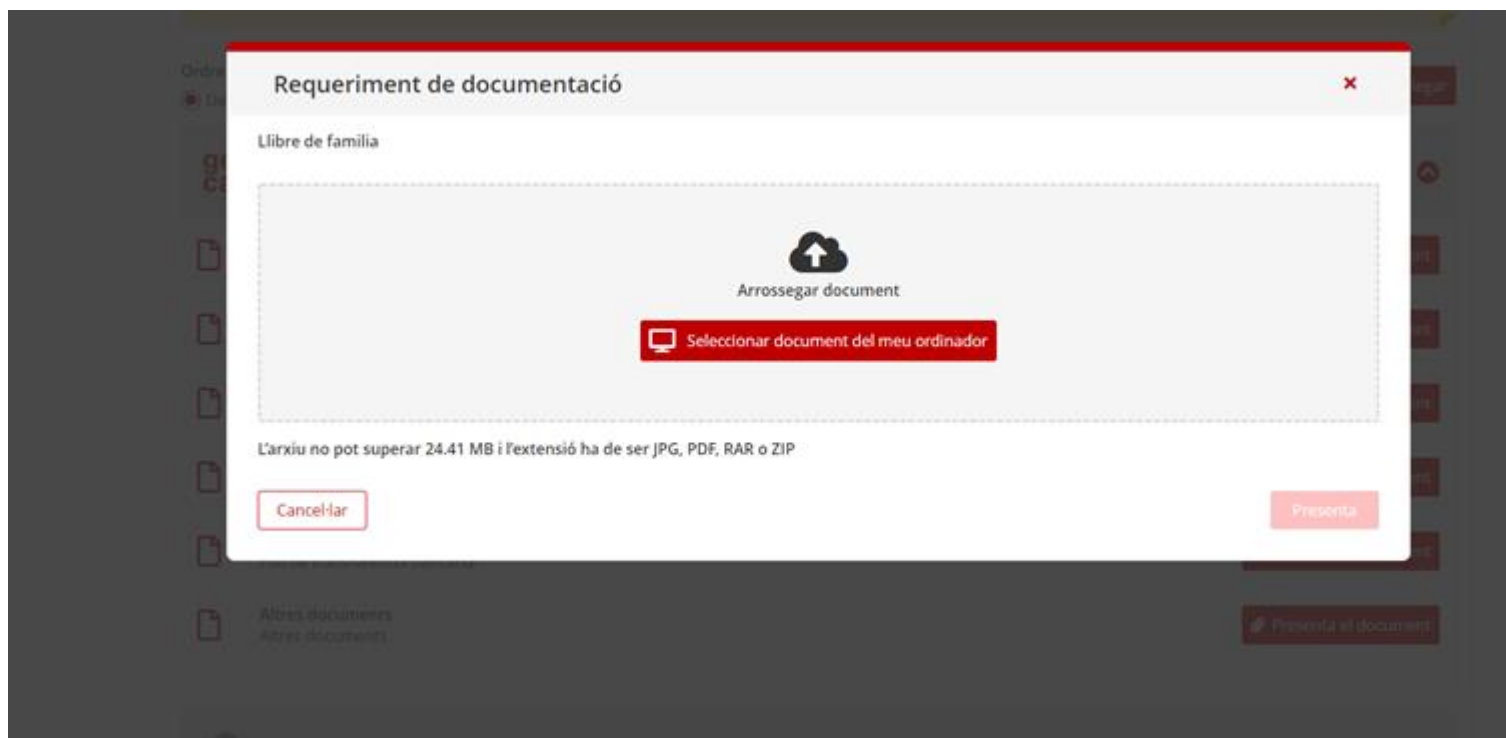 Requeriment de documentació
Llibre de familia
Arrossegar document
Seleccionar document del meu ordinador
L'arxiu no pot superar 24.41 MB i l'extensió ha de ser JPG, PDF, RAR o ZIP
Cancel·lar
Presenta
Altres documents
Altres documents
Presenta el document